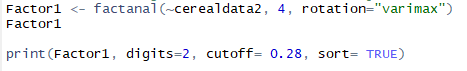 Factor1 <- factanal(~cerealdata2, 4, rotation="varimax")
Factor1
print(Factor1, digits=2, cutoff= 0.28, sort= TRUE)